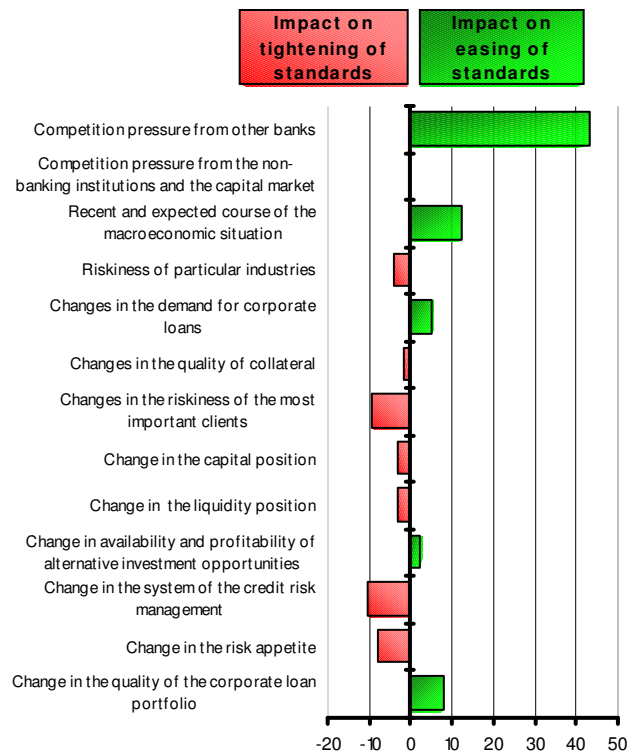 Impact on
tightening of
standards
Impact on
easing of
standards
Competition pressure from other banks
Competition pressure from the non-
banking institutions and the capital market
Recent and expected course of the
macroeconomic situation
Riskiness of particular industries
Changes in the demand for corporate
loans
Changes in the quality of collateral
Changes in the riskiness of the most
important clients
Change in the capital position
Change in the liquidity position
Change in availability and profitability of
alternative investment opportunities
Change in the system of the credit risk
management
Change in the risk appetite
Change in the quality of the corporate loan
portfolio
-20 -10 0 10 20 30 40 50